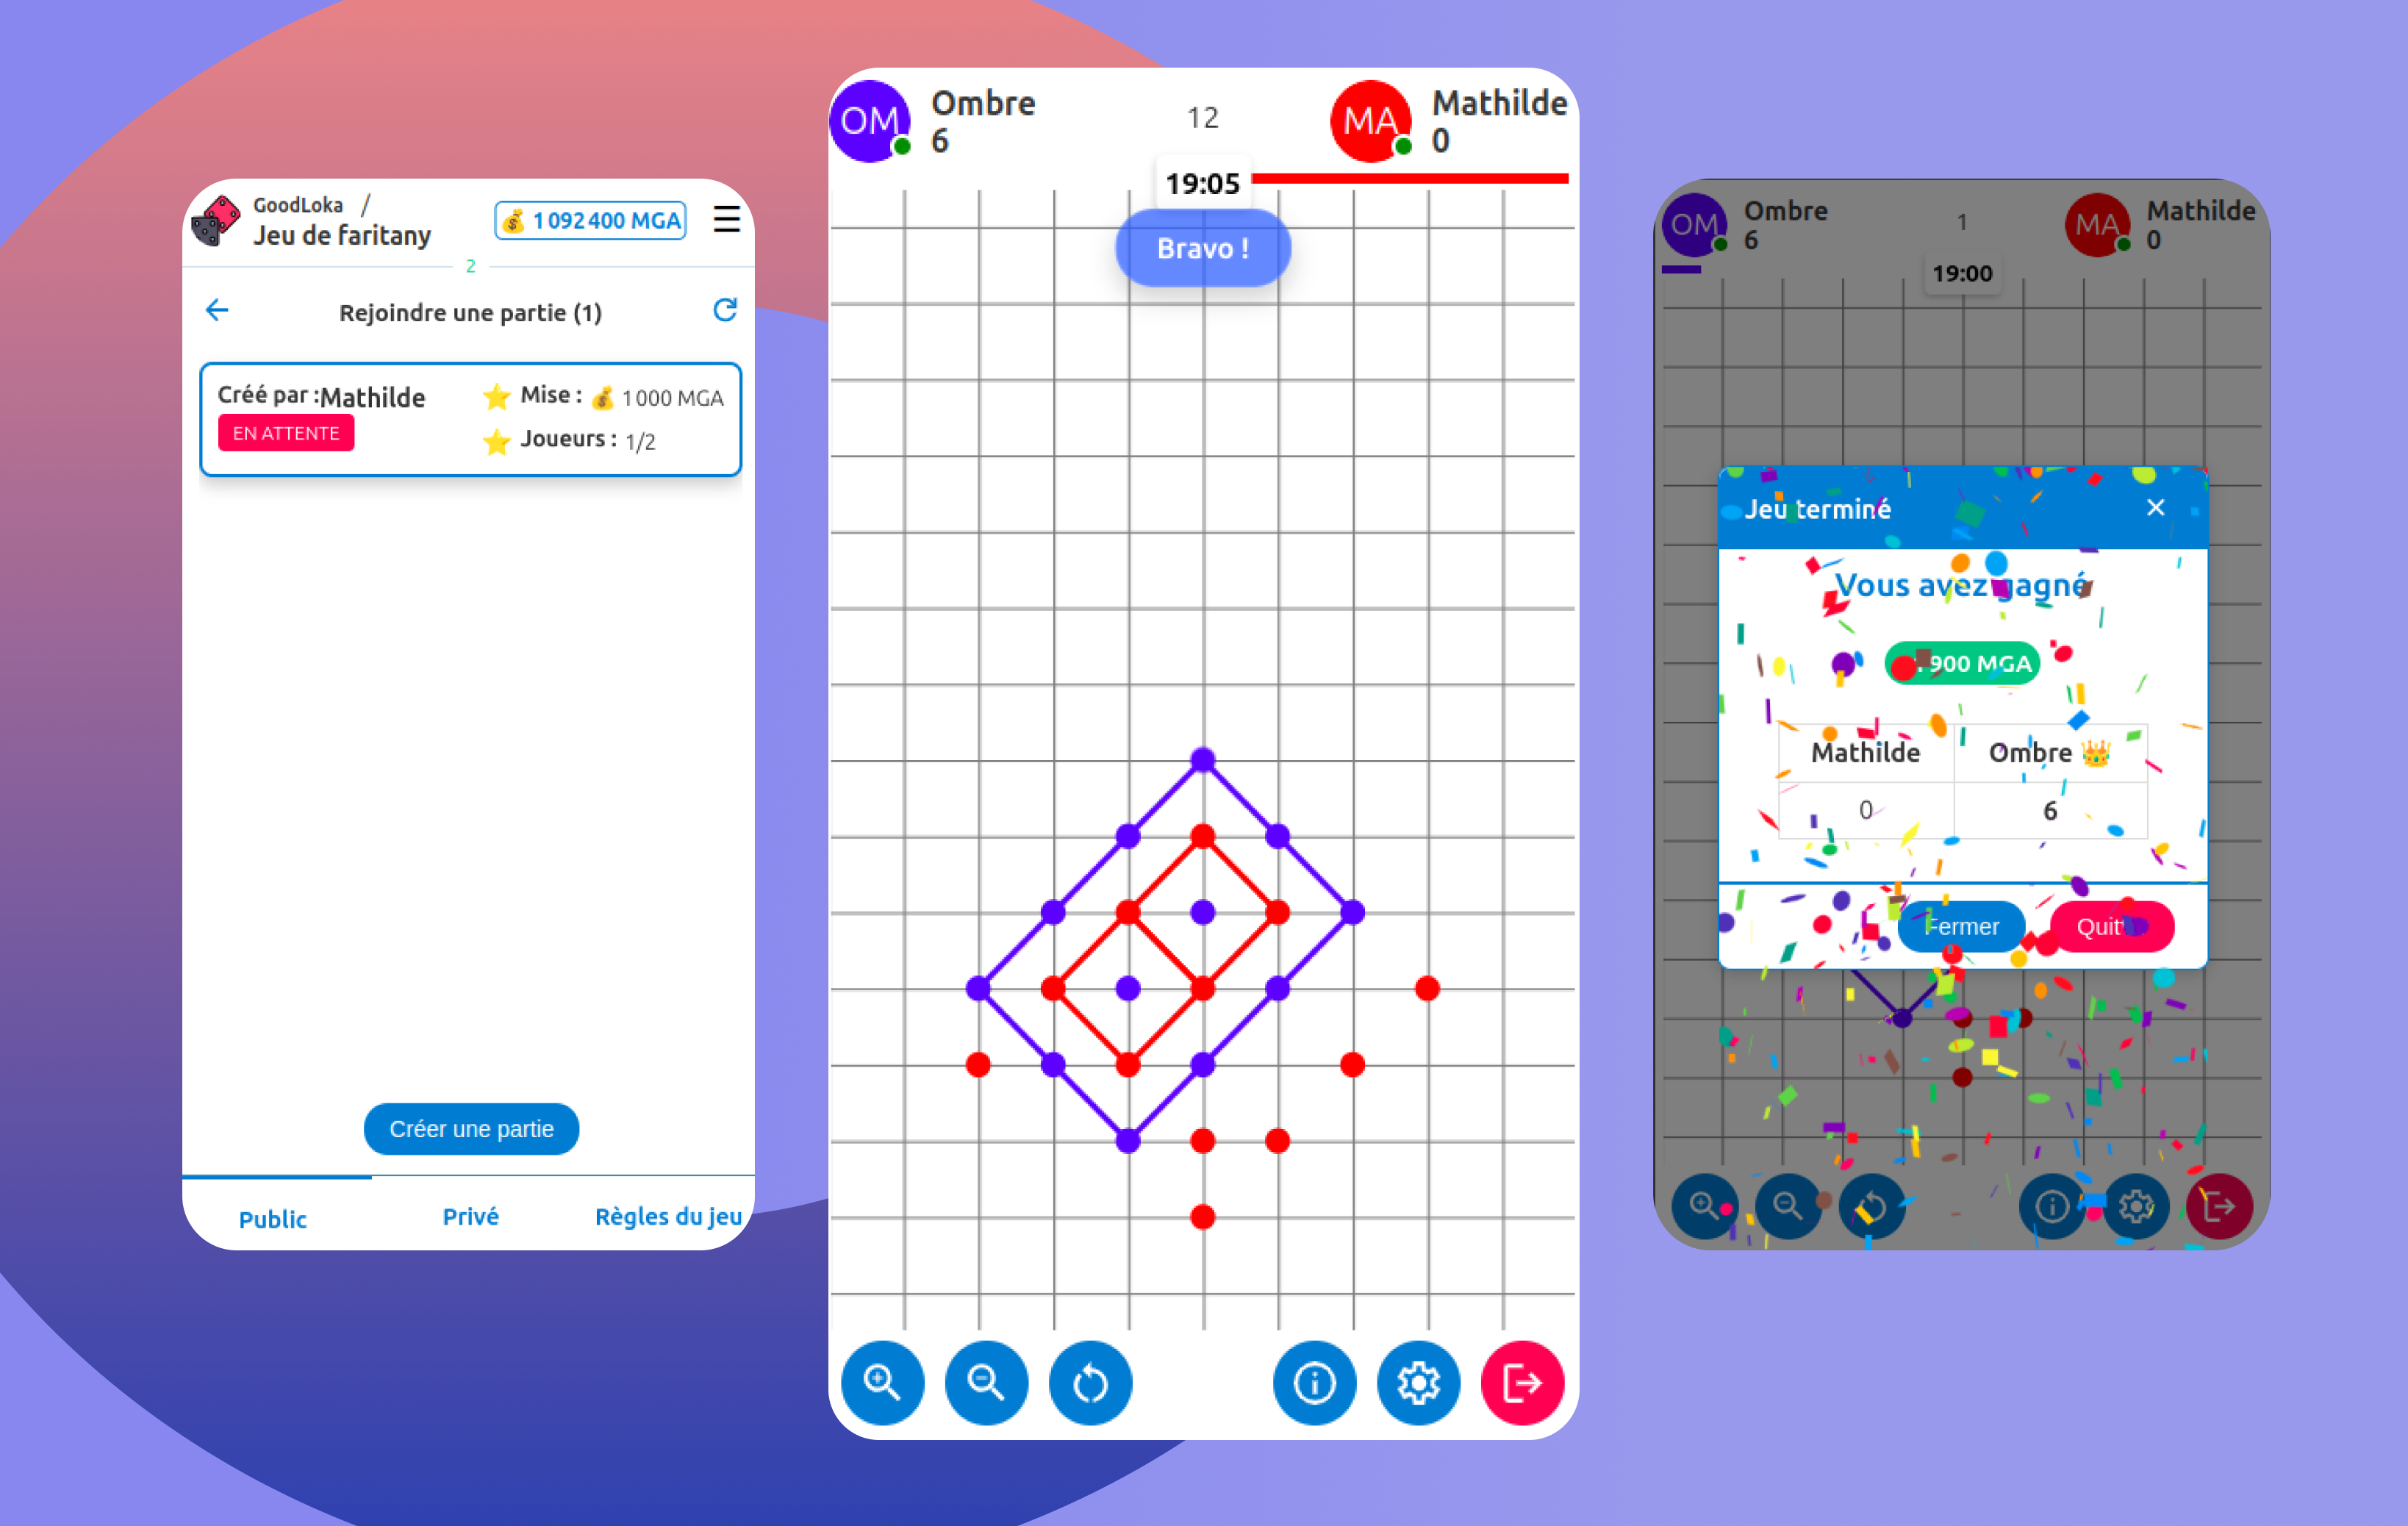 GoodLoka /
Jeu de faritany
💰 1 092 400 MGA
2
Rejoindre une partie (1)
Créé par :Mathilde
EN ATTENTE
⭐ Mise : 💰 1 000 MGA
⭐ Joueurs : 1/2
Créer une partie
Public
Privé
Règles du jeu
OM
Ombre
6
12
MA
Mathilde
0
19:05
Bravo !
OM
Ombre
6
1
MA
Mathilde
0
19:00
Jeu terminé
Vous avez gagné
900 MGA
Mathilde
Ombre 👑
0
6
Fermer